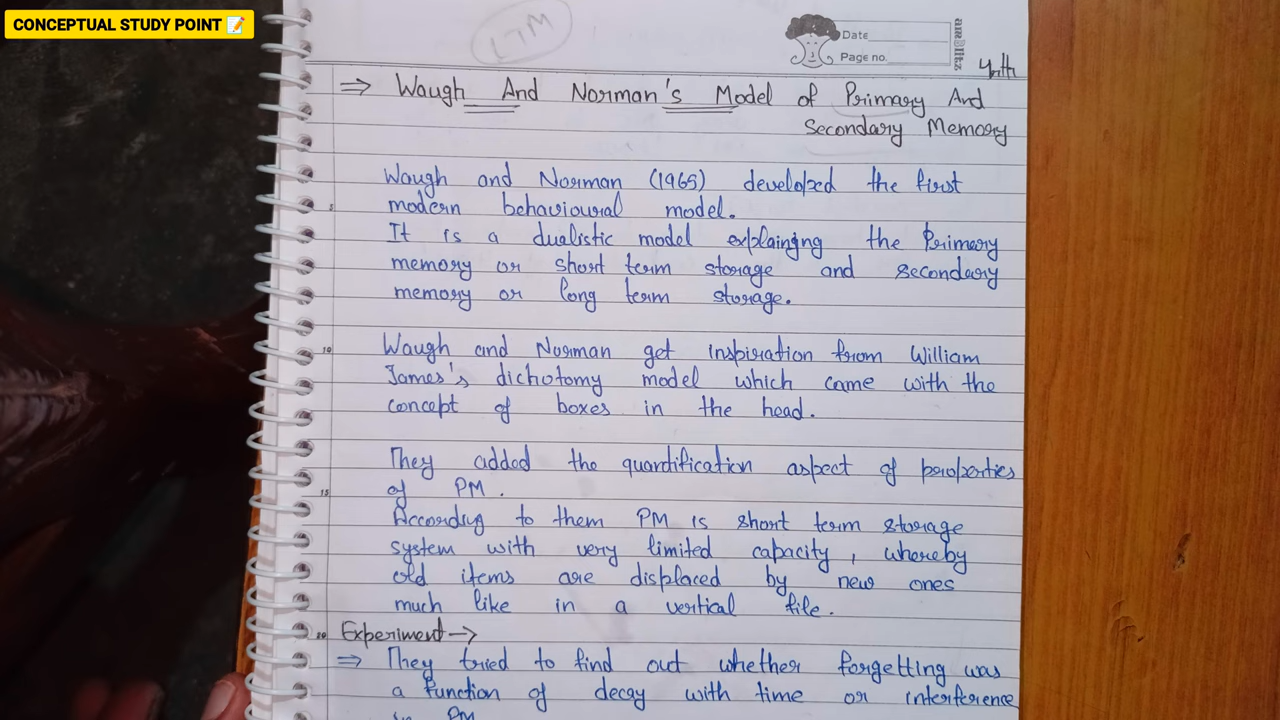 CONCEPTUAL STUDY POINT 📝
LTM
Date
Page no.
⇒ Waugh And Norman's Model of Primary And
Secondary Memory
Waugh and Norman (1965) developed the first
modern behavioural model.
It is a dualistic model explaining the Primary
memory or short term storage and secondary
memory or long term storage.
Waugh and Norman get inspiration from William
James's dichotomy model which came with the
concept of boxes in the head.
They added the quantification aspect of properties
of PM.
According to them PM is short term storage
system with very limited capacity, whereby
old items are displaced by new ones
much like in a vertical file.
Experiment →
⇒ They tried to find out whether forgetting was
a function of decay with time or interference
in PM